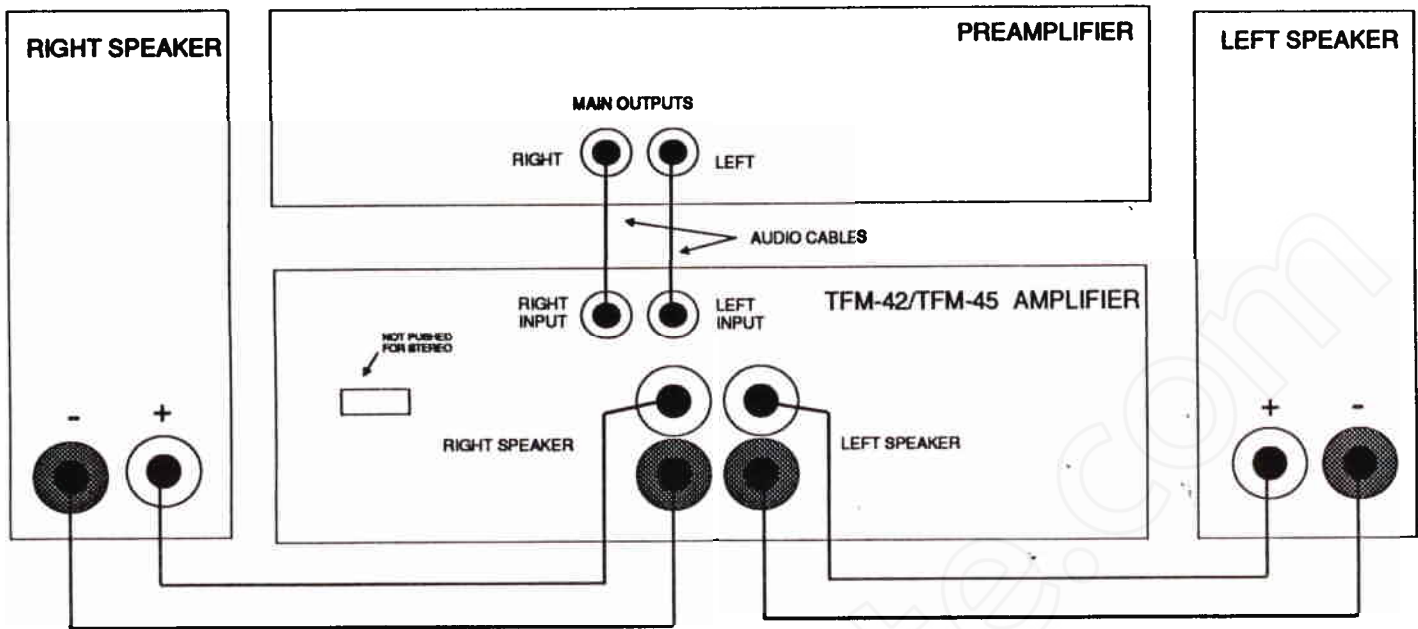 RIGHT SPEAKER
PREAMPLIFIER
LEFT SPEAKER
MAIN OUTPUTS
RIGHT
LEFT
AUDIO CABLES
RIGHT
INPUT
LEFT
INPUT
TFM-42/TFM-45 AMPLIFIER
NOT PUSHED
FOR STEREO
- +
+ -
RIGHT SPEAKER
LEFT SPEAKER